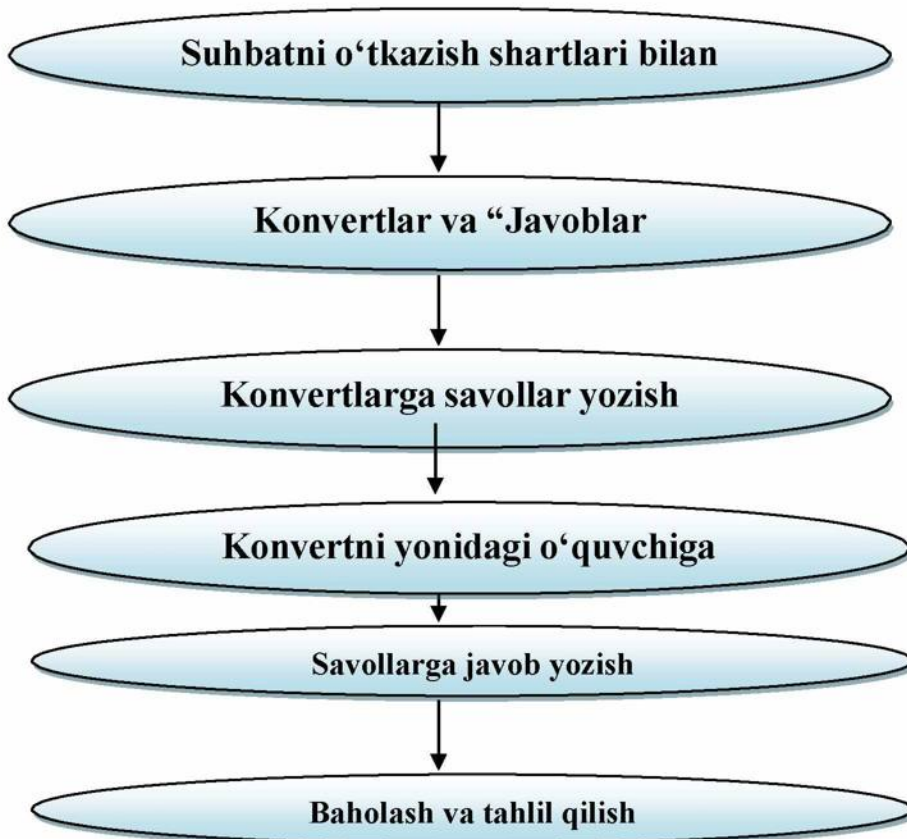 Suhbatni o‘tkazish shartlari bilan
Konvertlar va “Javoblar
Konvertlarga savollar yozish
Konvertni yonidagi o‘quvchiga
Savollarga javob yozish
Baholash va tahlil qilish